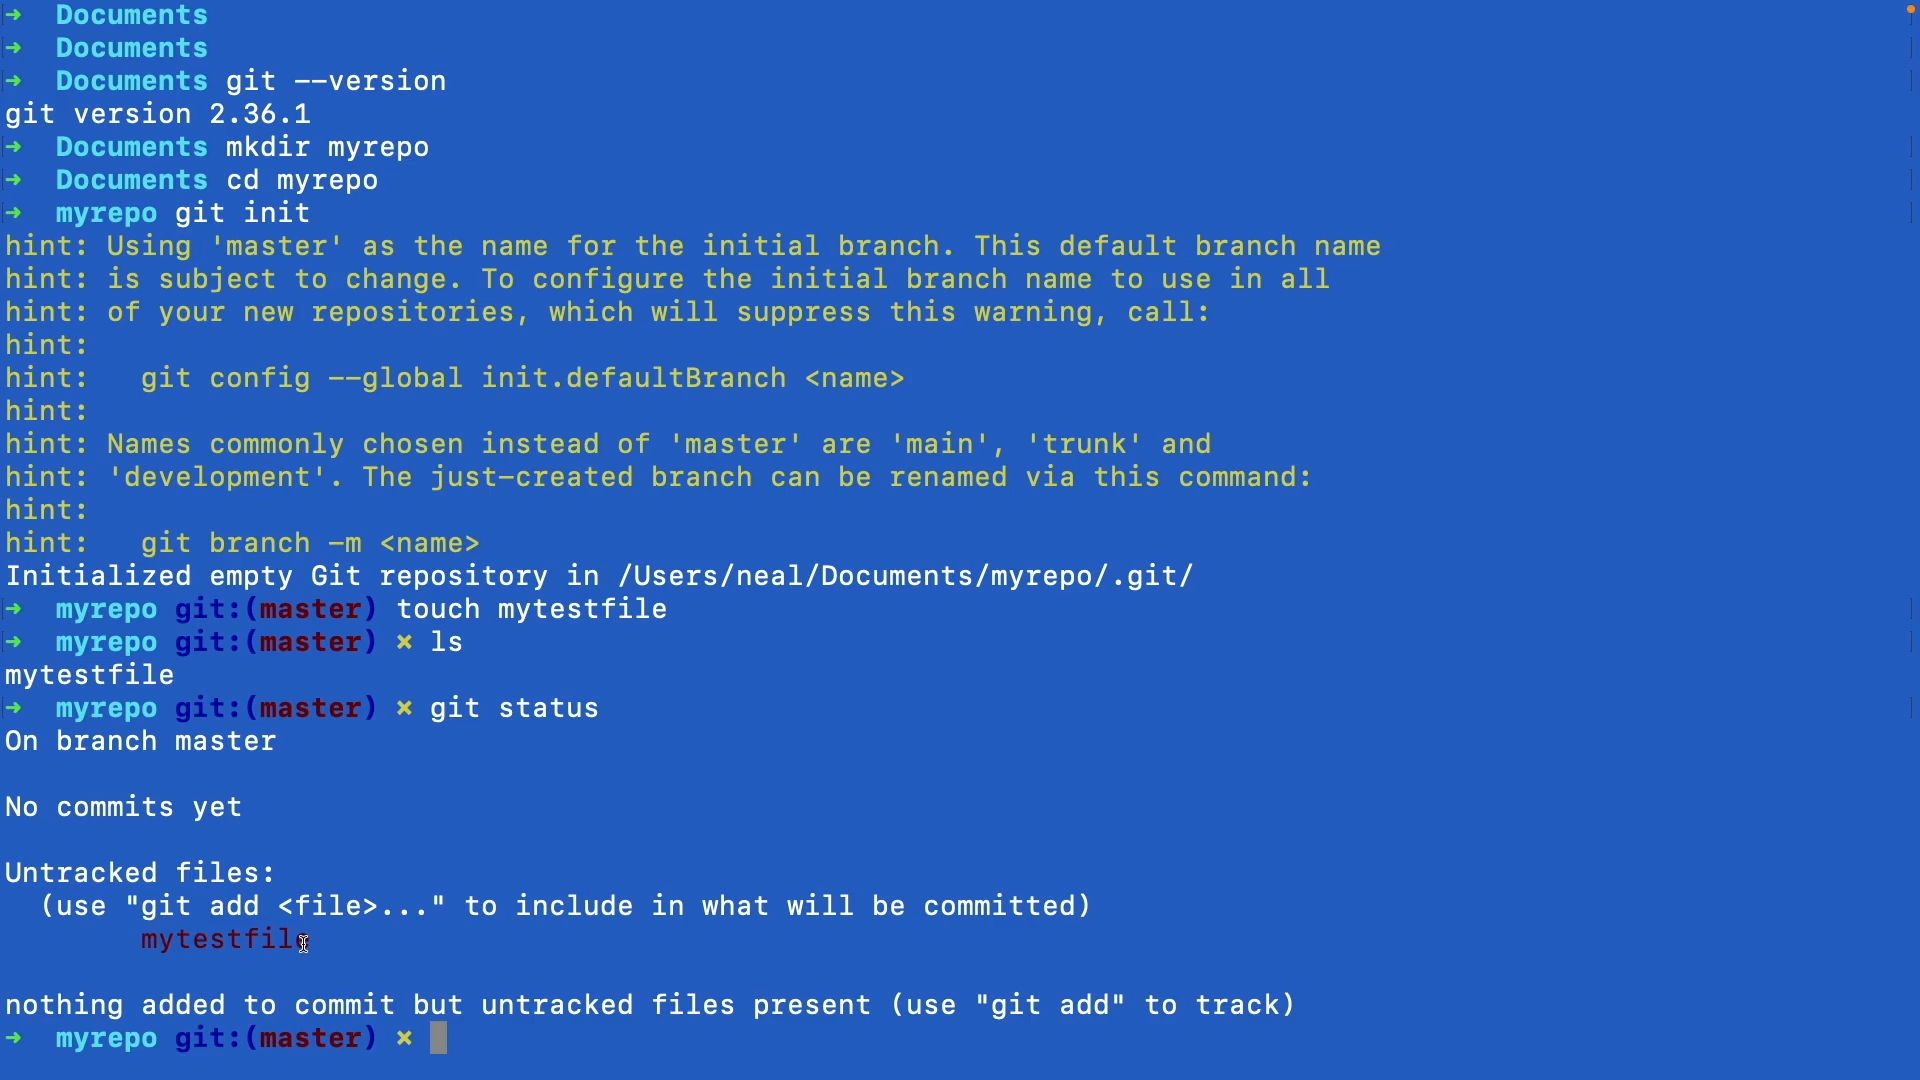 ➜  Documents
➜  Documents
➜  Documents git --version
git version 2.36.1
➜  Documents mkdir myrepo
➜  Documents cd myrepo
➜  myrepo git init
hint: Using 'master' as the name for the initial branch. This default branch name
hint: is subject to change. To configure the initial branch name to use in all
hint: of your new repositories, which will suppress this warning, call:
hint:
hint:   git config --global init.defaultBranch <name>
hint:
hint: Names commonly chosen instead of 'master' are 'main', 'trunk' and
hint: 'development'. The just-created branch can be renamed via this command:
hint:
hint:   git branch -m <name>
Initialized empty Git repository in /Users/neal/Documents/myrepo/.git/
➜  myrepo git:(master) touch mytestfile
➜  myrepo git:(master) × ls
mytestfile
➜  myrepo git:(master) × git status
On branch master

No commits yet

Untracked files:
  (use "git add <file>..." to include in what will be committed)
        mytestfile

nothing added to commit but untracked files present (use "git add" to track)
➜  myrepo git:(master) ×